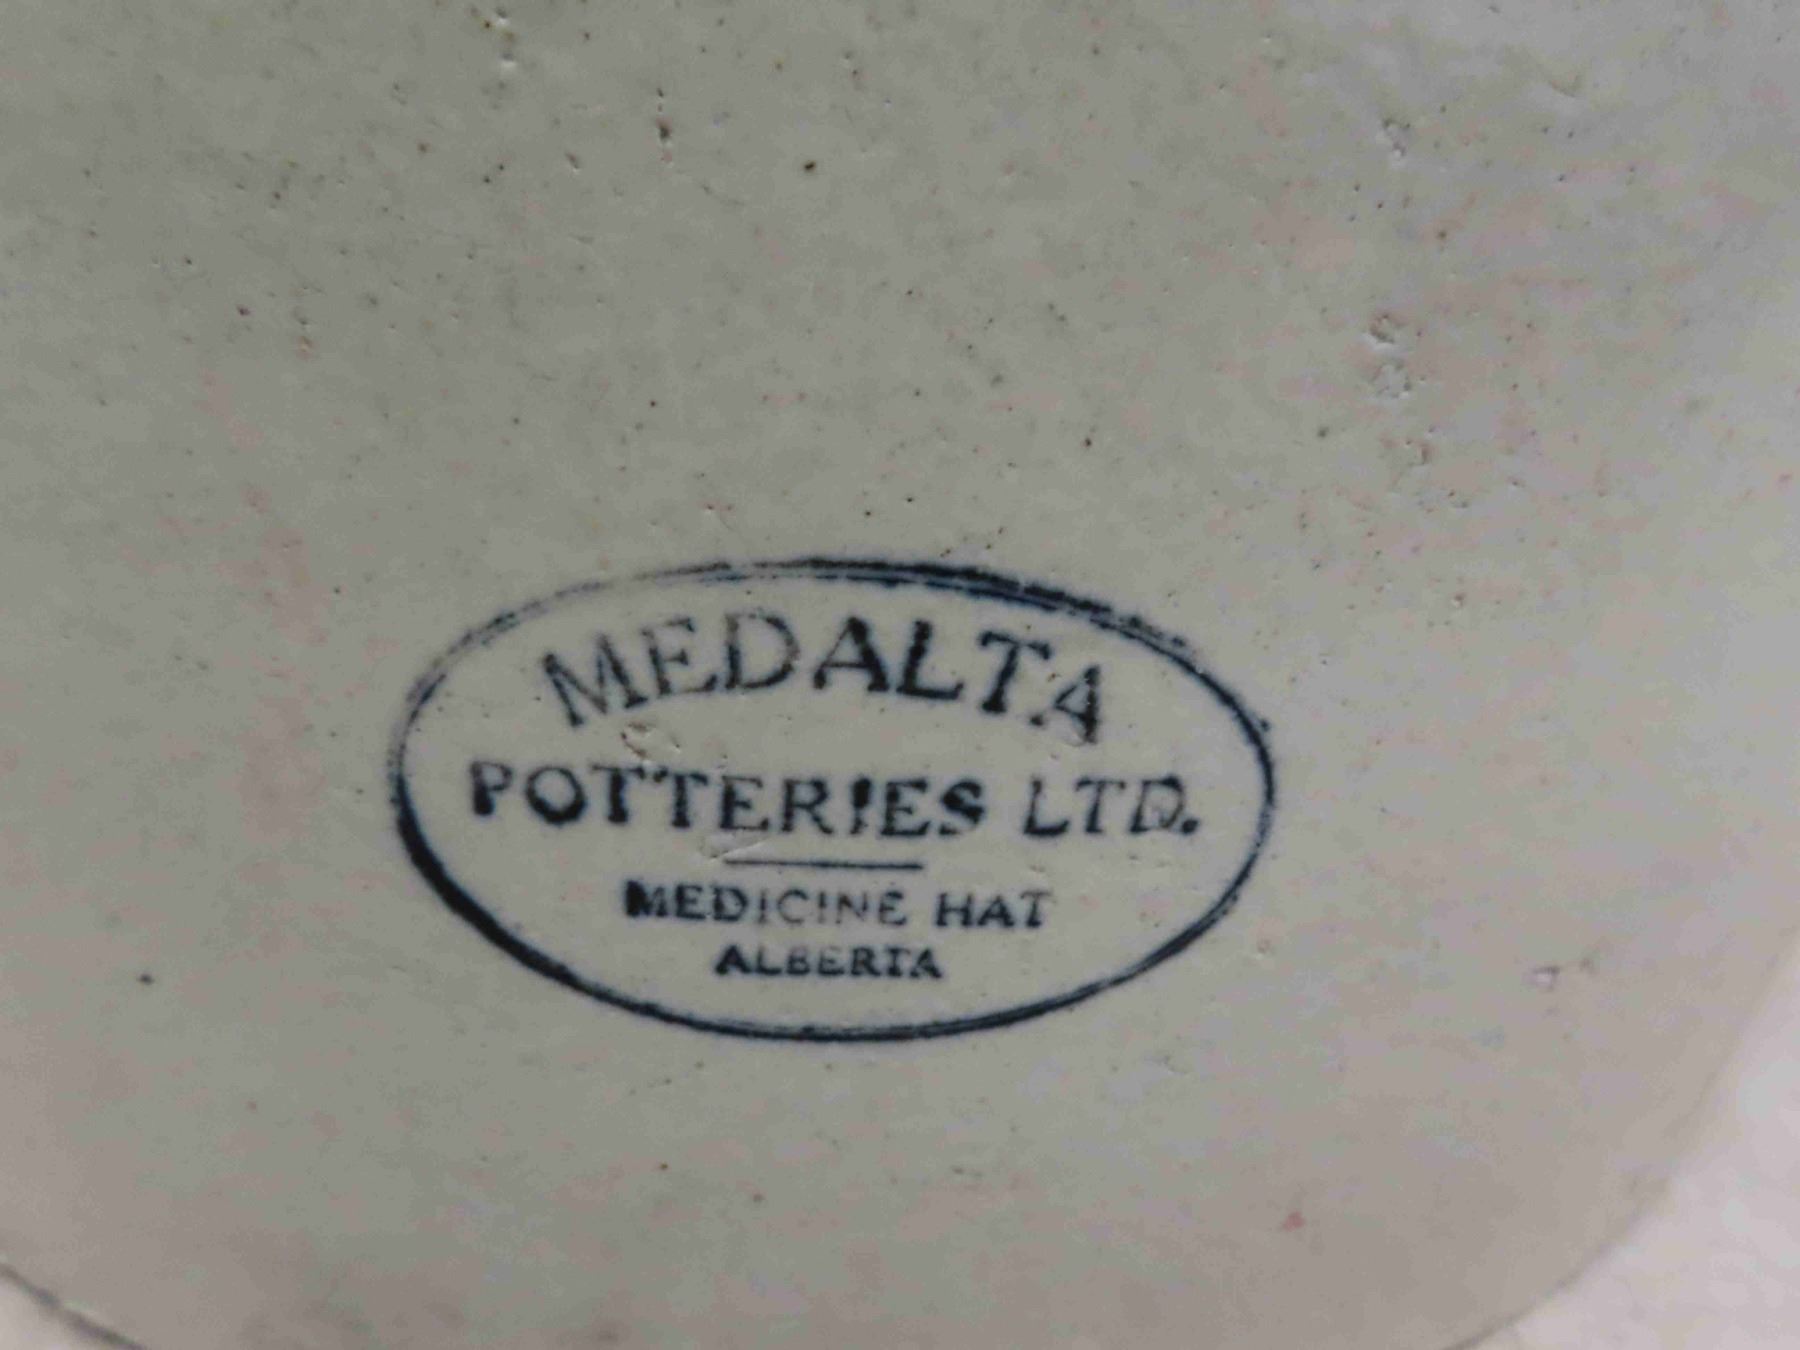 MEDALTA
POTTERIES LTD.
MEDICINE HAT
ALBERTA